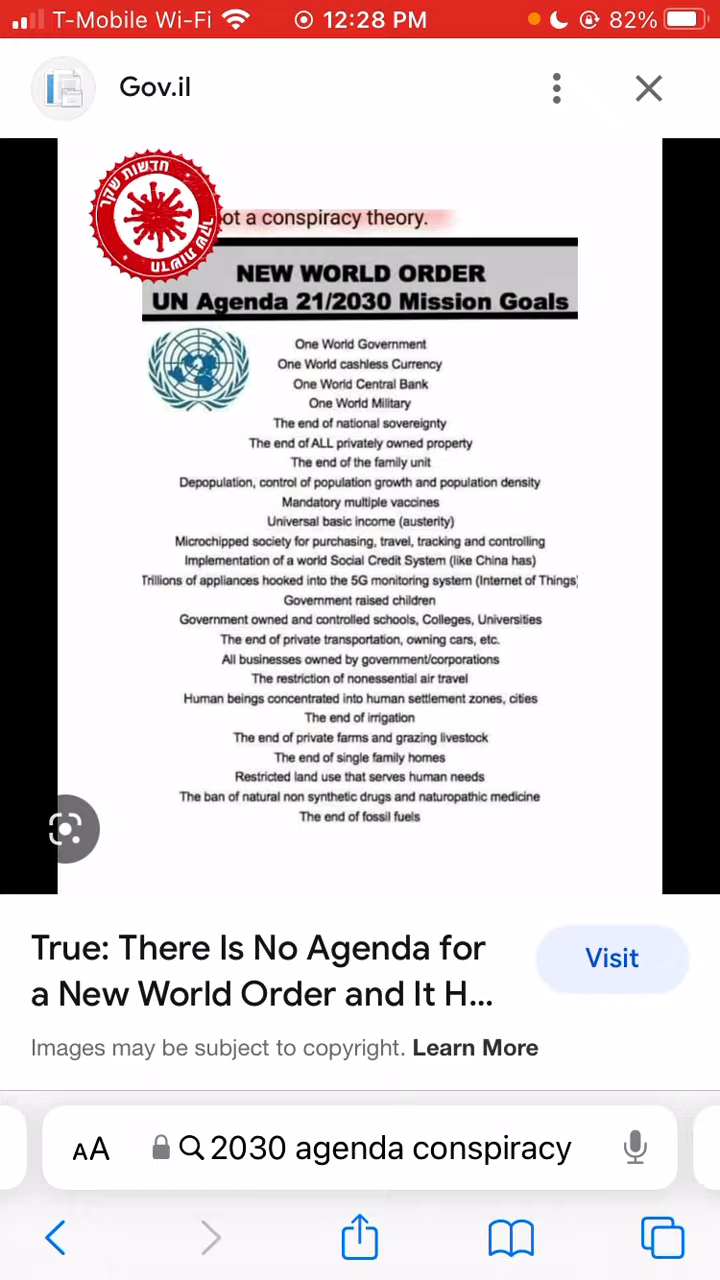 T-Mobile Wi-Fi 12:28 PM 82%
Gov.il
חדשות שקר
ot a conspiracy theory.
NEW WORLD ORDER
UN Agenda 21/2030 Mission Goals
One World Government
One World cashless Currency
One World Central Bank
One World Military
The end of national sovereignty
The end of ALL privately owned property
The end of the family unit
Depopulation, control of population growth and population density
Mandatory multiple vaccines
Universal basic income (austerity)
Microchipped society for purchasing, travel, tracking and controlling
Implementation of a world Social Credit System (like China has)
Trillions of appliances hooked into the 5G monitoring system (Internet of Things)
Government raised children
Government owned and controlled schools, Colleges, Universities
The end of private transportation, owning cars, etc.
All businesses owned by government/corporations
The restriction of nonessential air travel
Human beings concentrated into human settlement zones, cities
The end of irrigation
The end of private farms and grazing livestock
The end of single family homes
Restricted land use that serves human needs
The ban of natural non synthetic drugs and naturopathic medicine
The end of fossil fuels
True: There Is No Agenda for
a New World Order and It H...
Visit
Images may be subject to copyright. Learn More
AA 2030 agenda conspiracy